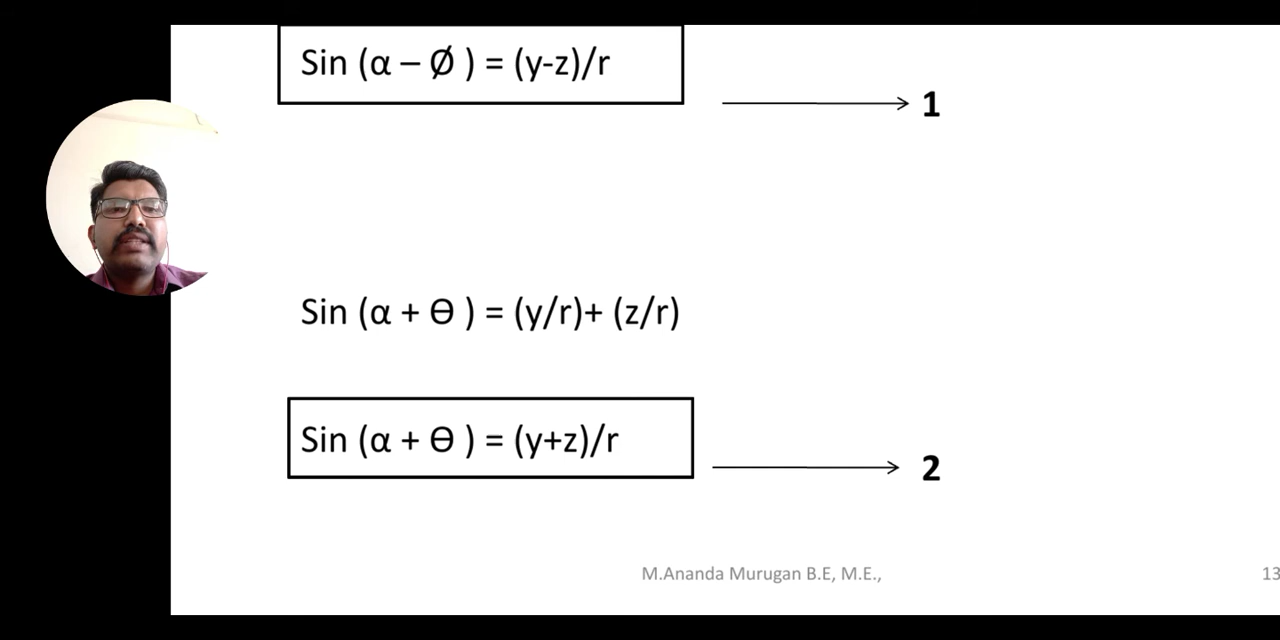 Sin (α – Ø ) = (y-z)/r
1
Sin (α + ϴ ) = (y/r)+ (z/r)
Sin (α + ϴ ) = (y+z)/r
2
M.Ananda Murugan B.E, M.E.,
13